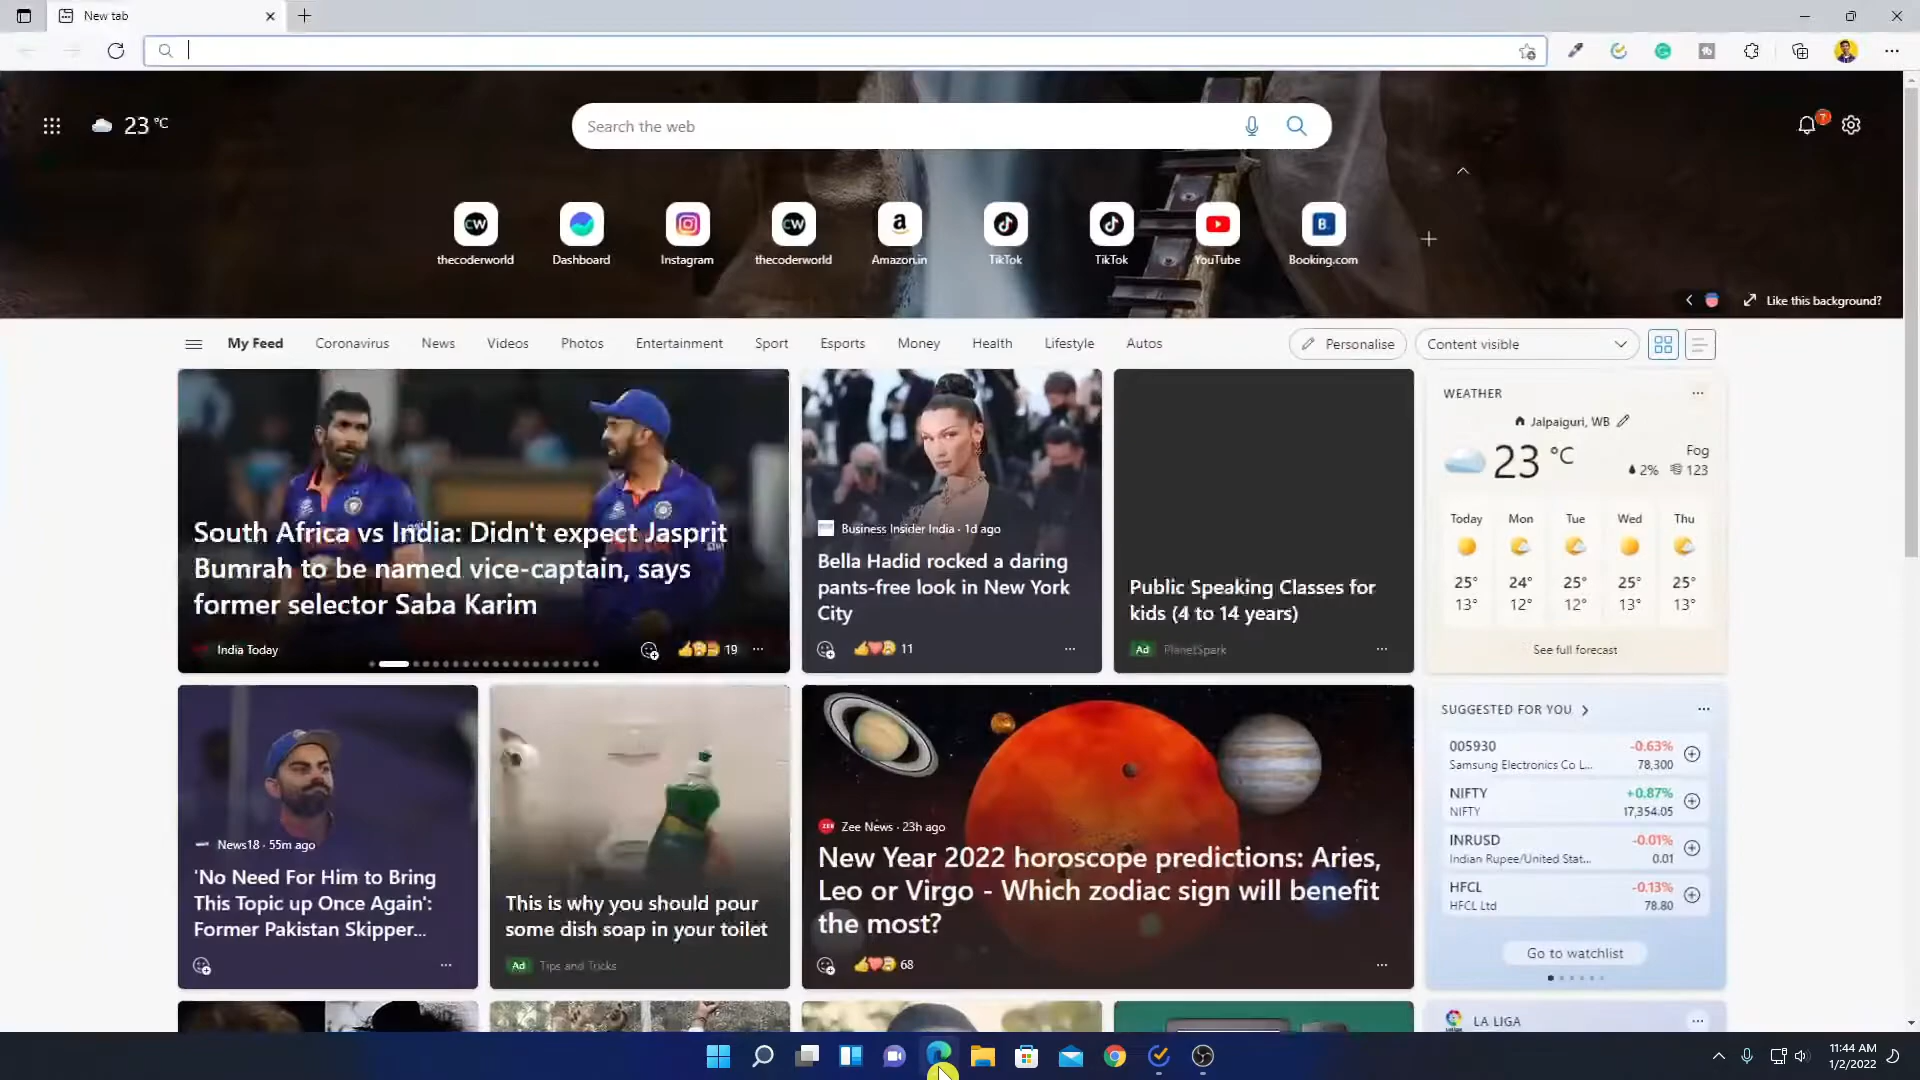 New tab
23 °C
Search the web
7
CW
a
B.
thecoderworld
Dashboard
Instagram
thecoderworld
Amazon.in
TikTok
TikTok
YouTube
Booking.com
Like this background?
My Feed
Coronavirus
News
Videos
Photos
Entertainment
Sport
Esports
Money
Health
Lifestyle
Autos
Personalise
Content visible
South Africa vs India: Didn't expect Jasprit
Bumrah to be named vice-captain, says
former selector Saba Karim
India Today
19
Business Insider India · 1d ago
Bella Hadid rocked a daring
pants-free look in New York
City
11
Public Speaking Classes for
kids (4 to 14 years)
Ad PlanetSpark
WEATHER
Jalpaiguri, WB
23 °C
Fog
2% 123
Today Mon Tue Wed Thu
25° 24° 25° 25° 25°
13° 12° 12° 13° 13°
See full forecast
News18 · 55m ago
'No Need For Him to Bring
This Topic up Once Again':
Former Pakistan Skipper...
This is why you should pour
some dish soap in your toilet
Ad Tips and Tricks
Zee News · 23h ago
New Year 2022 horoscope predictions: Aries,
Leo or Virgo - Which zodiac sign will benefit
the most?
68
SUGGESTED FOR YOU
005930 -0.63%
Samsung Electronics Co L... 78,300
NIFTY +0.87%
NIFTY 17,354.05
INRUSD -0.01%
Indian Rupee/United Stat... 0.01
HFCL -0.13%
HFCL Ltd 78.80
Go to watchlist
LA LIGA
11:44 AM
1/2/2022